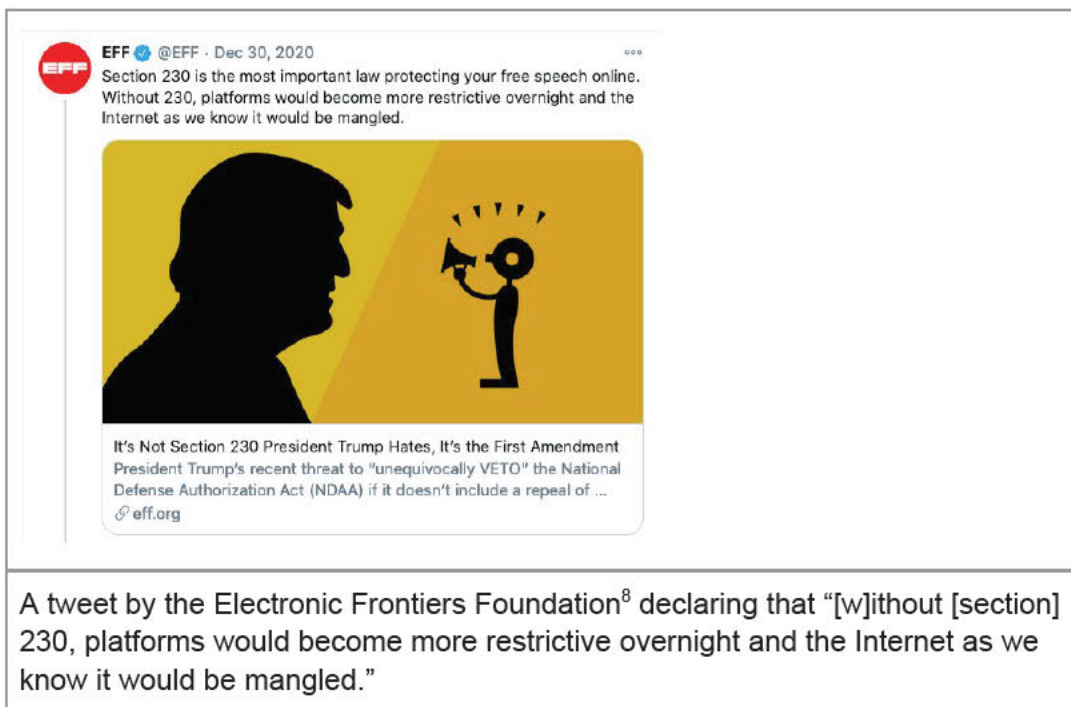 EFF @EFF · Dec 30, 2020
EFF
Section 230 is the most important law protecting your free speech online.
Without 230, platforms would become more restrictive overnight and the
Internet as we know it would be mangled.
It's Not Section 230 President Trump Hates, It's the First Amendment
President Trump's recent threat to "unequivocally VETO" the National
Defense Authorization Act (NDAA) if it doesn't include a repeal of ...
eff.org
A tweet by the Electronic Frontiers Foundation⁸ declaring that “[w]ithout [section]
230, platforms would become more restrictive overnight and the Internet as we
know it would be mangled.”